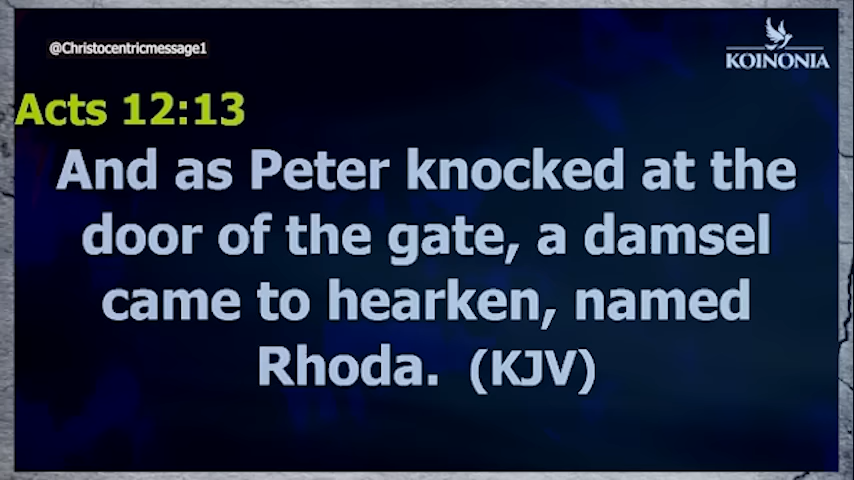 @Christocentricmessage1
KOINONIA
Acts 12:13
And as Peter knocked at the
door of the gate, a damsel
came to hearken, named
Rhoda. (KJV)